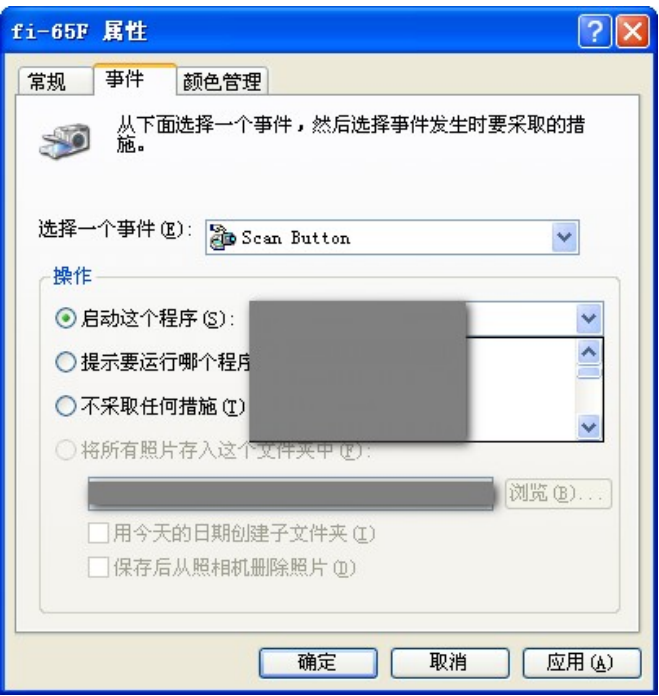 fi-65F 属性
常规 事件 颜色管理
从下面选择一个事件，然后选择事件发生时要采取的措
施。
选择一个事件(E): Scan Button
操作
启动这个程序(S):
提示要运行哪个程序
不采取任何措施(T)
将所有照片存入这个文件夹中(F):
浏览(B)...
用今天的日期创建子文件夹(I)
保存后从照相机删除照片(D)
确定 取消 应用(A)